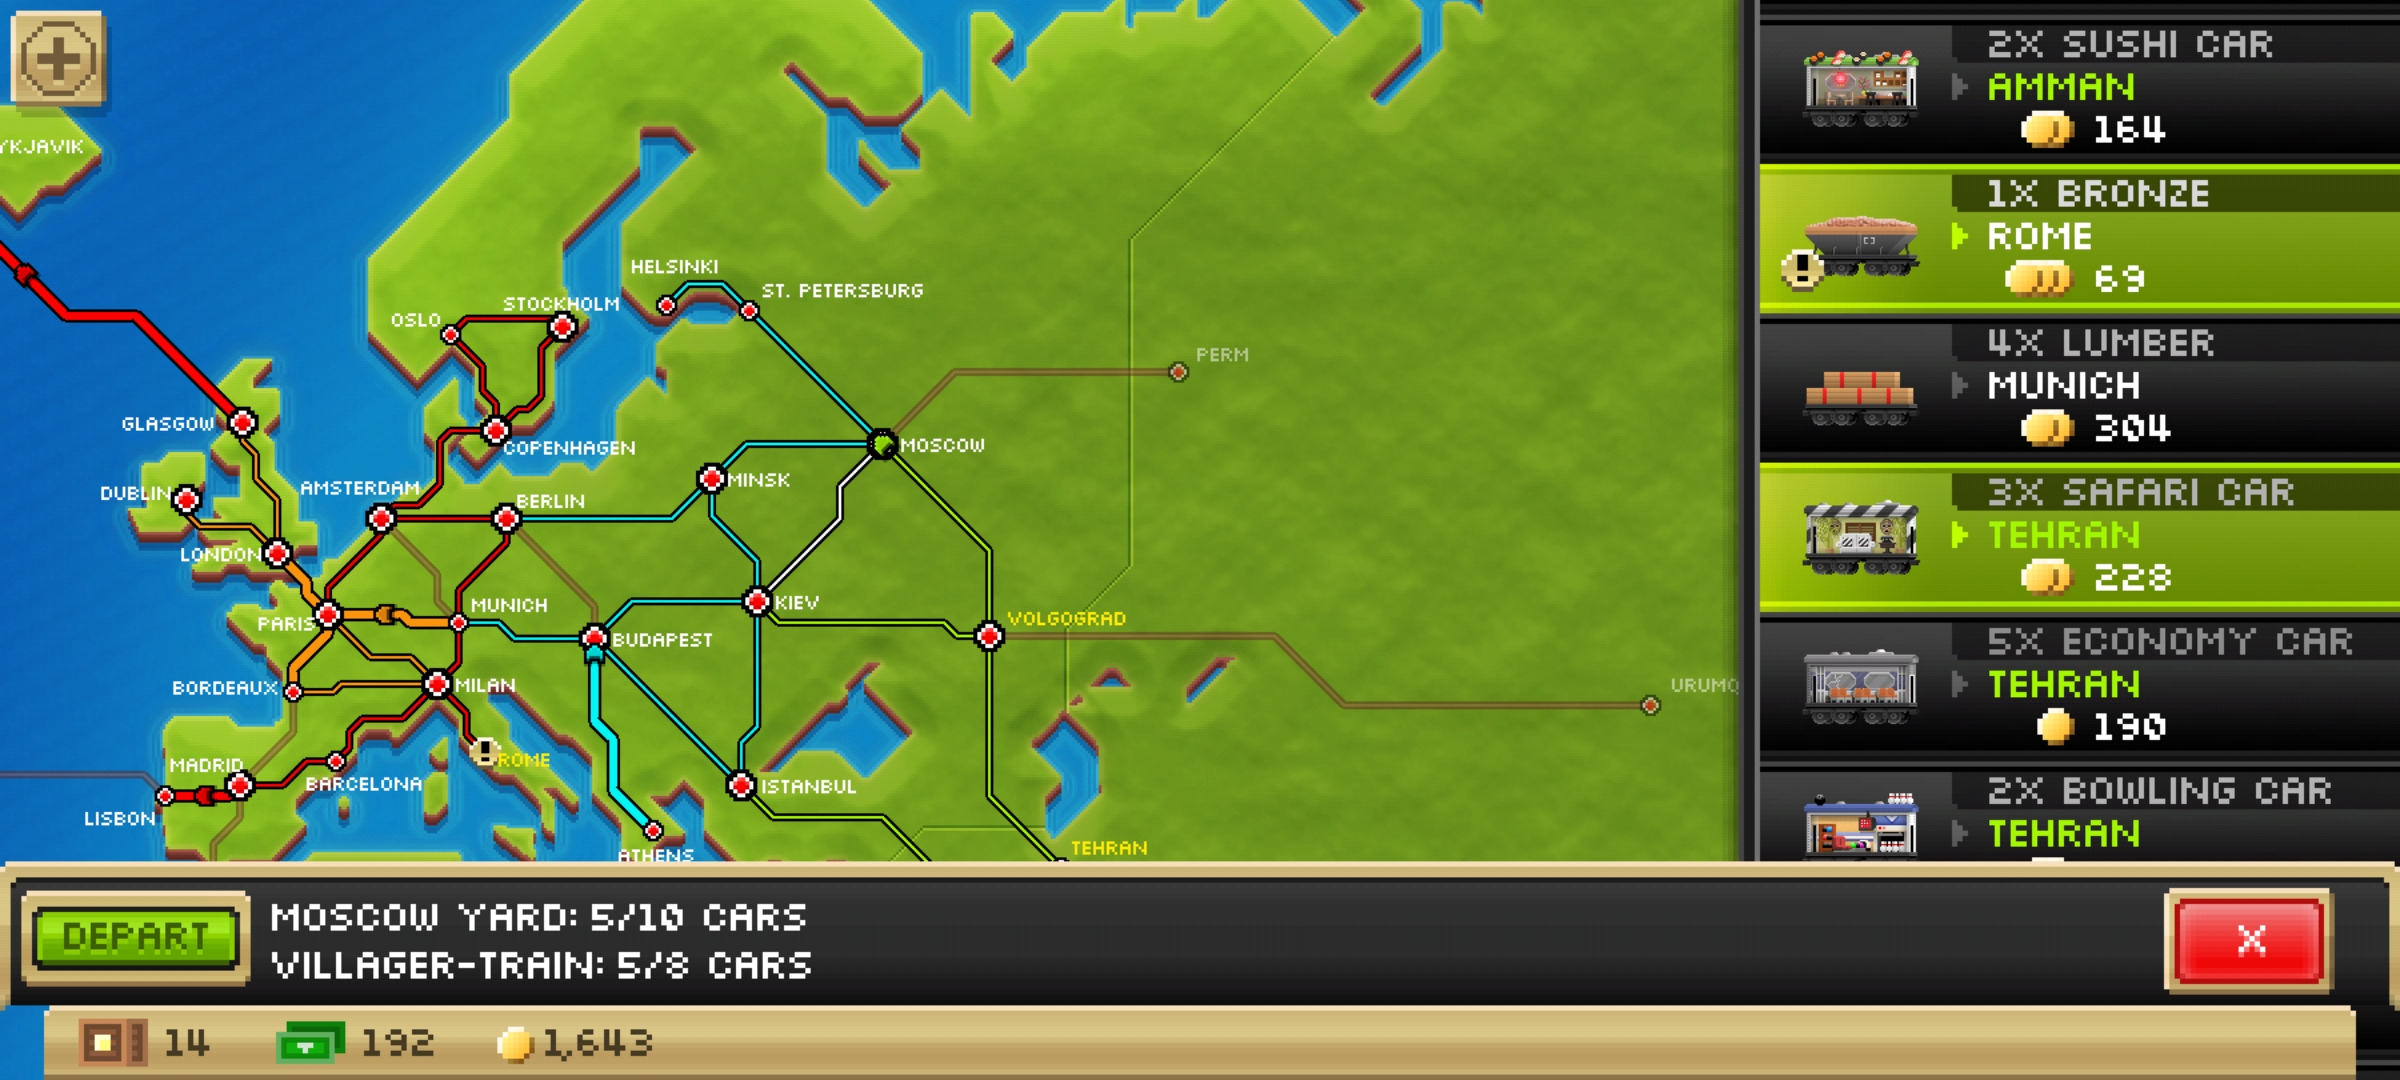 YKJAVIK
HELSINKI
ST. PETERSBURG
STOCKHOLM
OSLO
PERM
GLASGOW
COPENHAGEN
MOSCOW
MINSK
AMSTERDAM
BERLIN
DUBLIN
LONDON
MUNICH
KIEV
PARIS
VOLGOGRAD
BUDAPEST
BORDEAUX
MILAN
URUMQ
ROME
MADRID
BARCELONA
ISTANBUL
LISBON
ATHENS
TEHRAN
2X SUSHI CAR
AMMAN
164
1X BRONZE
ROME
69
4X LUMBER
MUNICH
304
3X SAFARI CAR
TEHRAN
228
5X ECONOMY CAR
TEHRAN
190
2X BOWLING CAR
TEHRAN
DEPART
MOSCOW YARD: 5/10 CARS
VILLAGER-TRAIN: 5/8 CARS
X
14
192
1,643